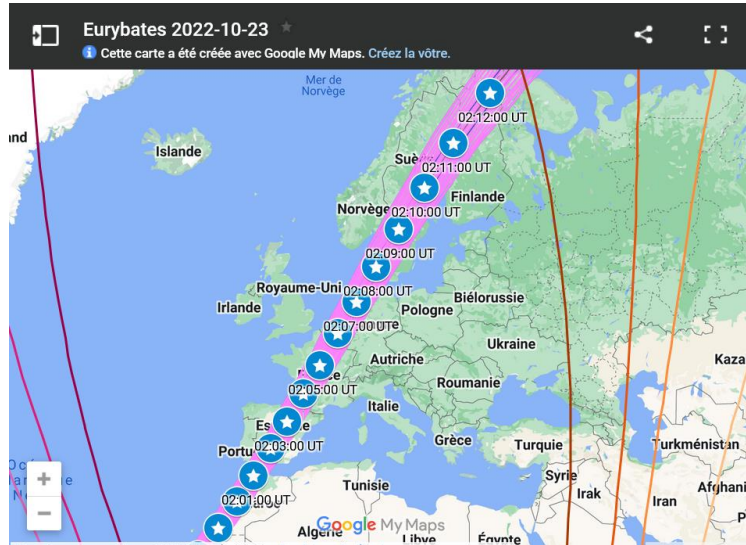 Eurybates 2022-10-23
Cette carte a été créée avec Google My Maps. Créez la vôtre.
Mer de
Norvège
02:12:00 UT
Islande
02:11:00 UT
Finlande
Norvège
02:10:00 UT
02:09:00 UT
Royaume-Uni
02:08:00 UT
Biélorussie
Irlande
Pologne
02:07:00 UT
Ukraine
Autriche
Kaza
02:05:00 UT
Roumanie
Italie
02:03:00 UT
Grèce
Turquie
Turkménistan
Tunisie
Syrie
Irak
Iran
Afghani
02:01:00 UT
Google My Maps
Algérie
Libye
Égypte